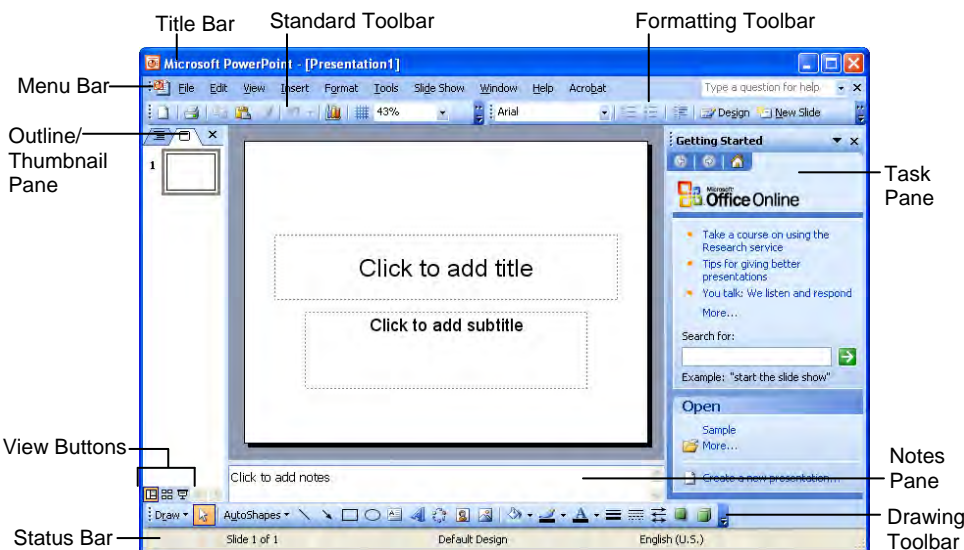 Title Bar
Standard Toolbar
Formatting Toolbar
Microsoft PowerPoint - [Presentation1]
Menu Bar
File Edit View Insert Format Tools Slide Show Window Help Acrobat Type a question for help
43% Arial Design New Slide
Outline/
Thumbnail
Pane
1
Getting Started
Task
Pane
Microsoft
Office Online
Take a course on using the
Research service
Tips for giving better
presentations
You talk: We listen and respond
More...
Search for:
Example: "start the slide show"
Click to add title
Click to add subtitle
Open
Sample
More...
Create a new presentation...
View Buttons
Click to add notes
Notes
Pane
Draw AutoShapes
Drawing
Toolbar
Status Bar
Slide 1 of 1 Default Design English (U.S.)